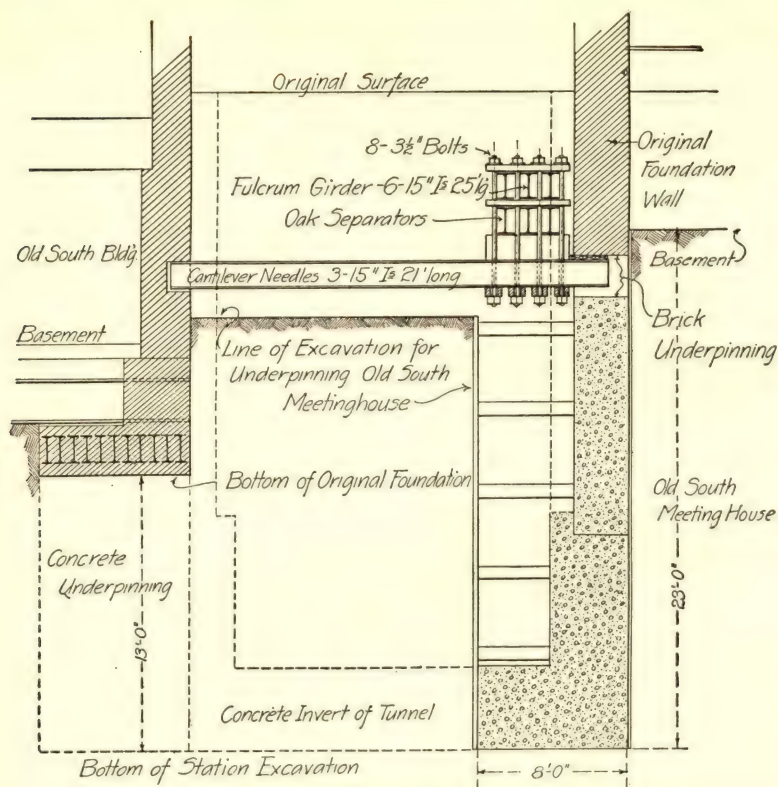 Original Surface
8-3½" Bolts
Original
Foundation
Wall
Fulcrum Girder-6-15" Is 25'lg
Oak Separators
Old South Bldg.
Cantilever Needles 3-15" Is 21' long
Basement
Basement
Brick
Underpinning
Line of Excavation for
Underpinning Old South
Meetinghouse
Bottom of Original Foundation
Old South
Meeting House
Concrete
Underpinning
13'-0"
23'-0"
Concrete Invert of Tunnel
Bottom of Station Excavation
8'-0"